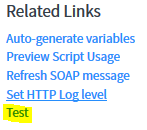 Related Links
Auto-generate variables
Preview Script Usage
Refresh SOAP message
Set HTTP Log level
Test